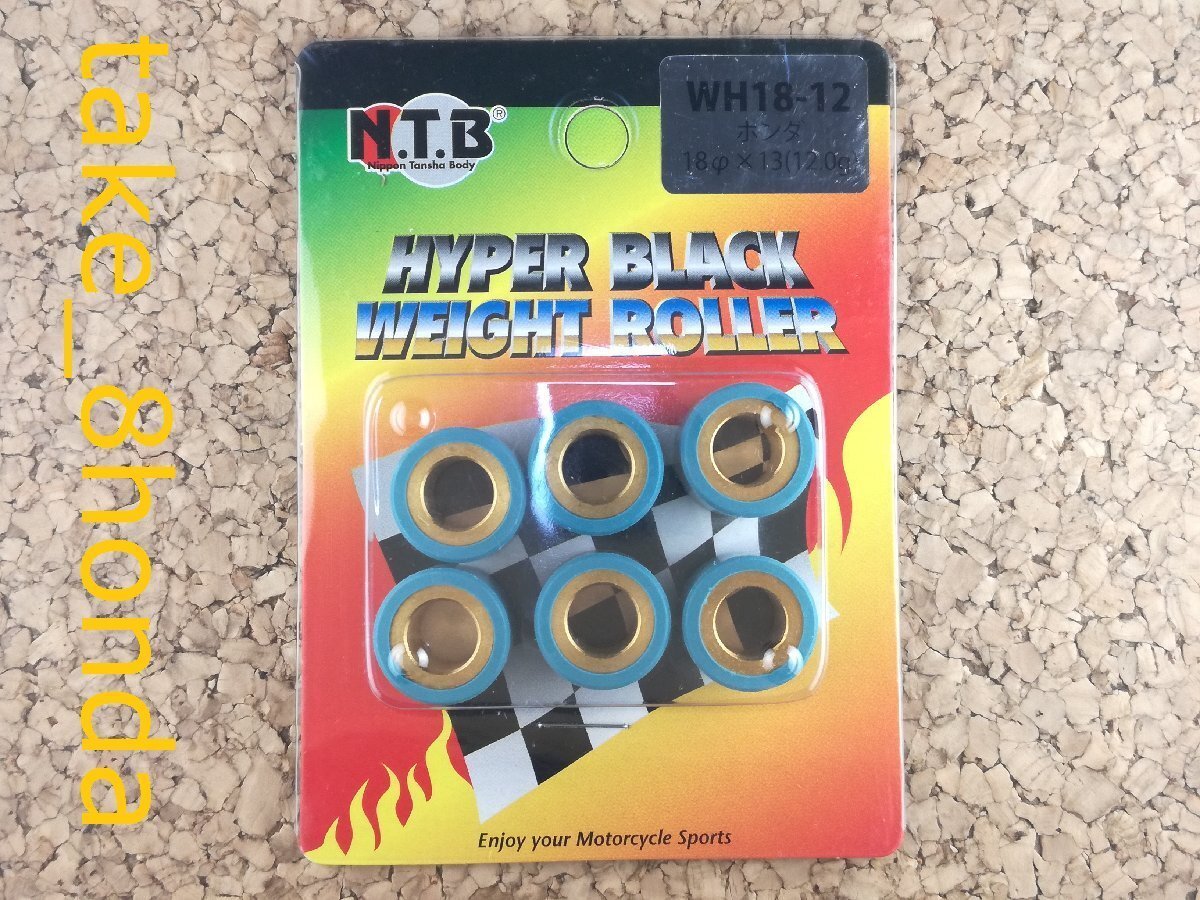 take_8honda
N.T.B®
Nippon Tansha Body
WH18-12
ホンダ
18φ×13(12.0g
HYPER BLACK
WEIGHT ROLLER
Enjoy your Motorcycle Sports